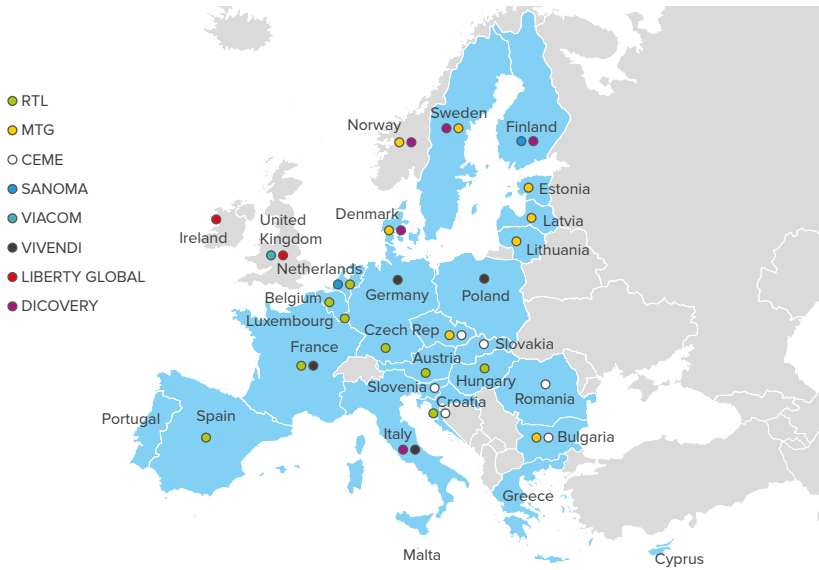 RTL
MTG
CEME
SANOMA
VIACOM
VIVENDI
LIBERTY GLOBAL
DICOVERY
Norway
Sweden
Finland
Estonia
Latvia
Lithuania
Denmark
Ireland
United
Kingdom
Netherlands
Belgium
Luxembourg
Germany
Poland
Czech Rep
Slovakia
France
Austria
Slovenia
Hungary
Romania
Croatia
Portugal
Spain
Italy
Bulgaria
Greece
Malta
Cyprus